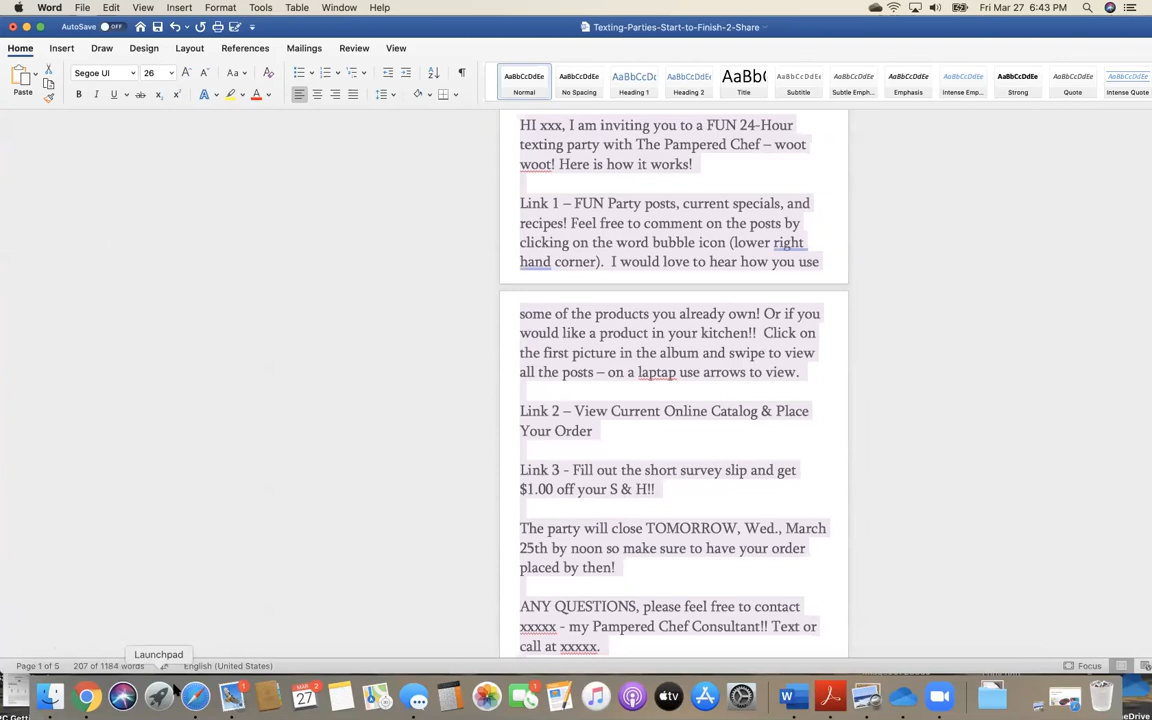 Word File Edit View Insert Format Tools Table Window Help Fri Mar 27 6:43 PM
AutoSave OFF Texting-Parties-Start-to-Finish-2-Share
Home Insert Draw Design Layout References Mailings Review View
Paste Segoe UI 26 Aa
AaBbCcDdEe AaBbCcDdEe AaBbCcDc AaBbCcDdEe AaBb( AaBbCcDdEe AaBbCcDdEe AaBbCcDdEe AaBbCcDdEe AaBbCcDdEe AaBbCcDdEe AaBbCcDdEe
Normal No Spacing Heading 1 Heading 2 Title Subtitle Subtle Emph... Emphasis Intense Emp... Strong Quote Intense Quote
HI xxx, I am inviting you to a FUN 24-Hour
texting party with The Pampered Chef – woot
woot! Here is how it works!
Link 1 – FUN Party posts, current specials, and
recipes! Feel free to comment on the posts by
clicking on the word bubble icon (lower right
hand corner). I would love to hear how you use
some of the products you already own! Or if you
would like a product in your kitchen!! Click on
the first picture in the album and swipe to view
all the posts – on a laptap use arrows to view.
Link 2 – View Current Online Catalog & Place
Your Order
Link 3 - Fill out the short survey slip and get
$1.00 off your S & H!!
The party will close TOMORROW, Wed., March
25th by noon so make sure to have your order
placed by then!
ANY QUESTIONS, please feel free to contact
xxxxx - my Pampered Chef Consultant!! Text or
call at xxxxx.
Launchpad
Page 1 of 5 207 of 1184 words English (United States) Focus